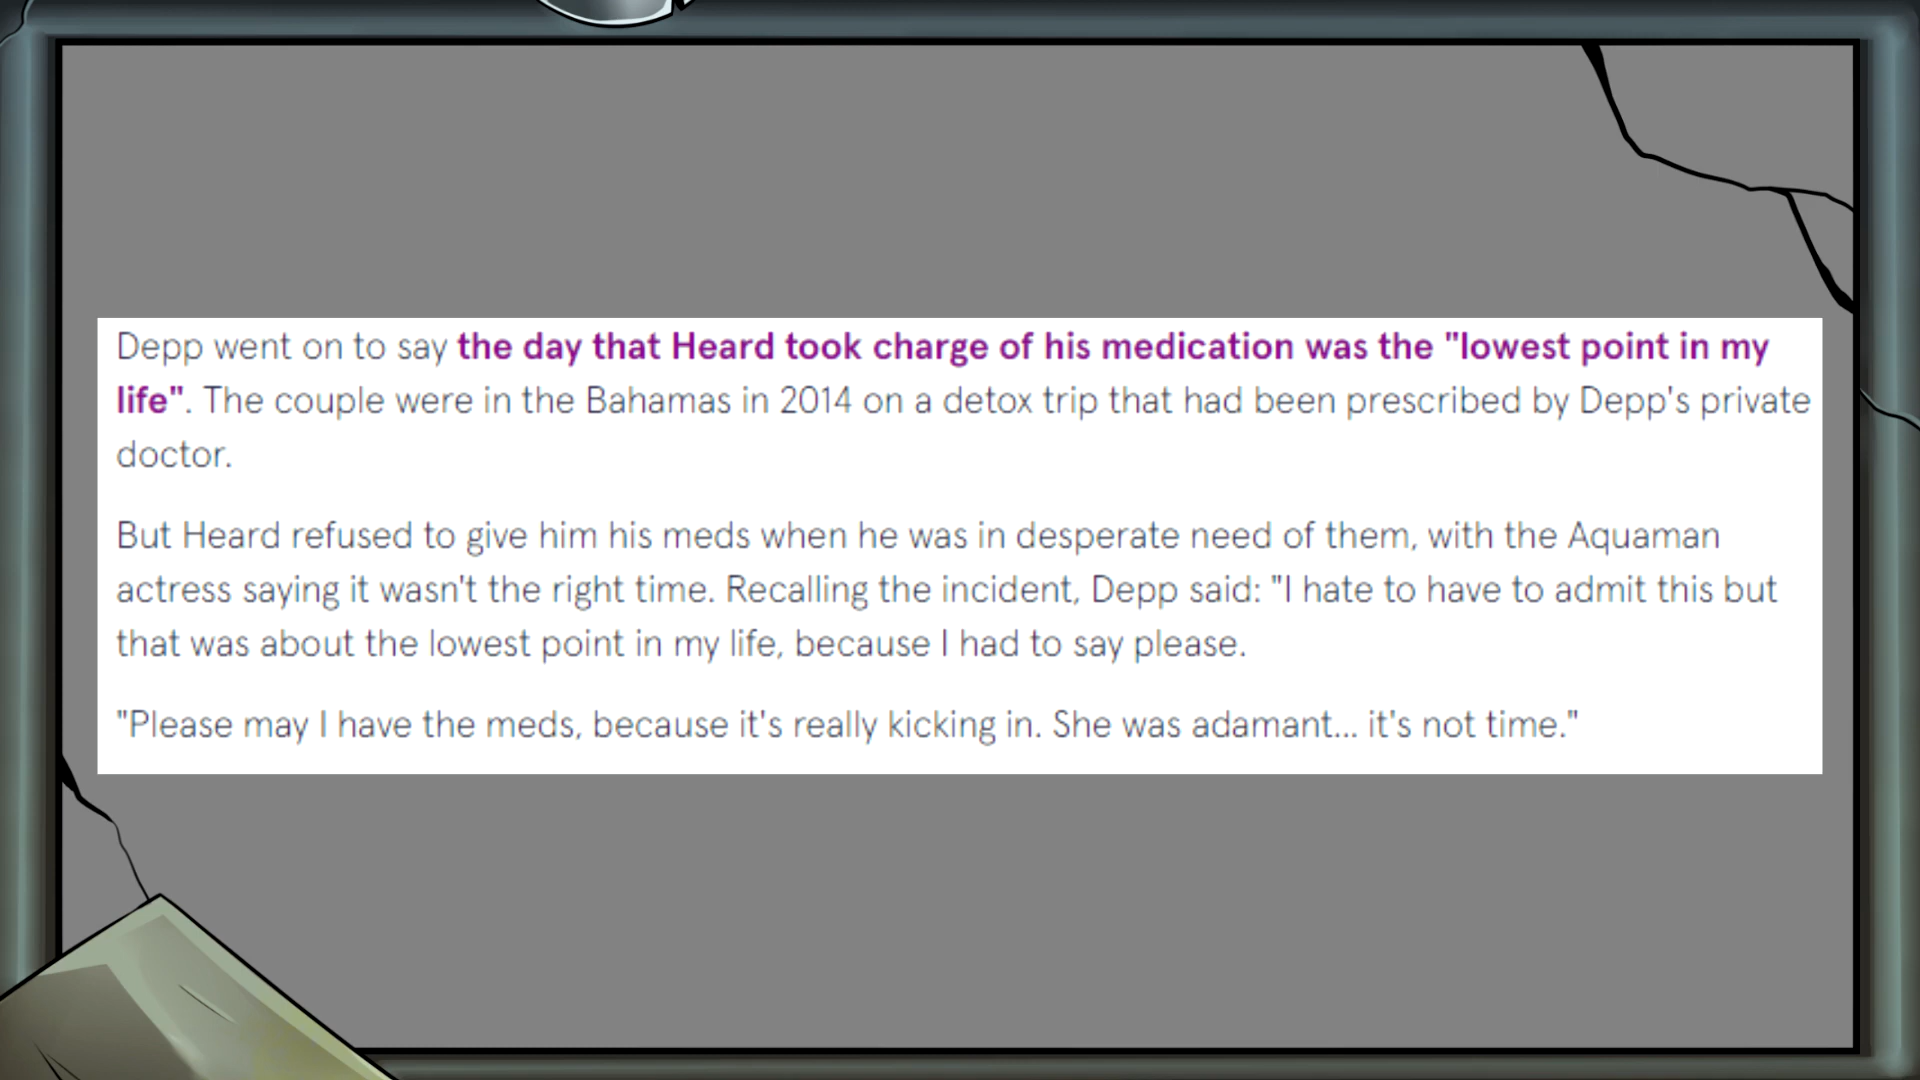 Depp went on to say the day that Heard took charge of his medication was the "lowest point in my
life". The couple were in the Bahamas in 2014 on a detox trip that had been prescribed by Depp's private
doctor.
But Heard refused to give him his meds when he was in desperate need of them, with the Aquaman
actress saying it wasn't the right time. Recalling the incident, Depp said: "I hate to have to admit this but
that was about the lowest point in my life, because I had to say please.
"Please may I have the meds, because it's really kicking in. She was adamant... it's not time."